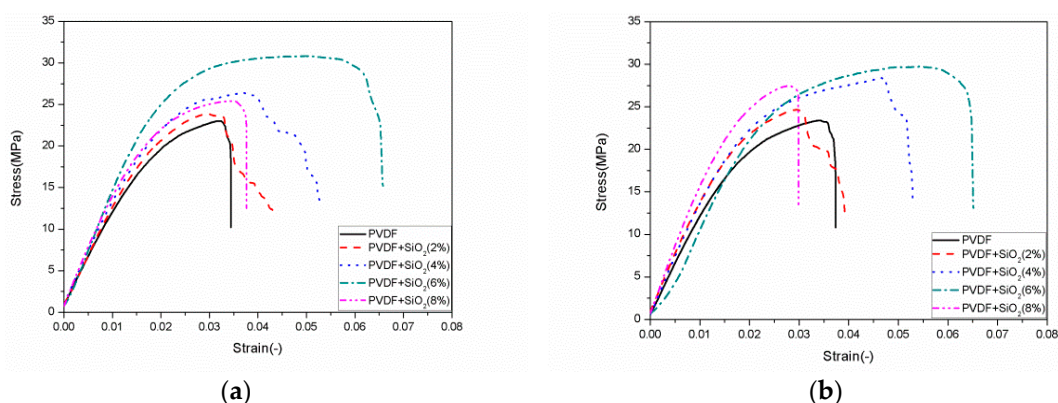 35
30
25
20
15
10
5
0
Stress(MPa)
PVDF
PVDF+SiO₂(2%)
PVDF+SiO₂(4%)
PVDF+SiO₂(6%)
PVDF+SiO₂(8%)
0.00 0.01 0.02 0.03 0.04 0.05 0.06 0.07 0.08
Strain(-)
(a)
35
30
25
20
15
10
5
0
Stress(MPa)
PVDF
PVDF+SiO₂(2%)
PVDF+SiO₂(4%)
PVDF+SiO₂(6%)
PVDF+SiO₂(8%)
0.00 0.01 0.02 0.03 0.04 0.05 0.06 0.07 0.08
Strain(-)
(b)